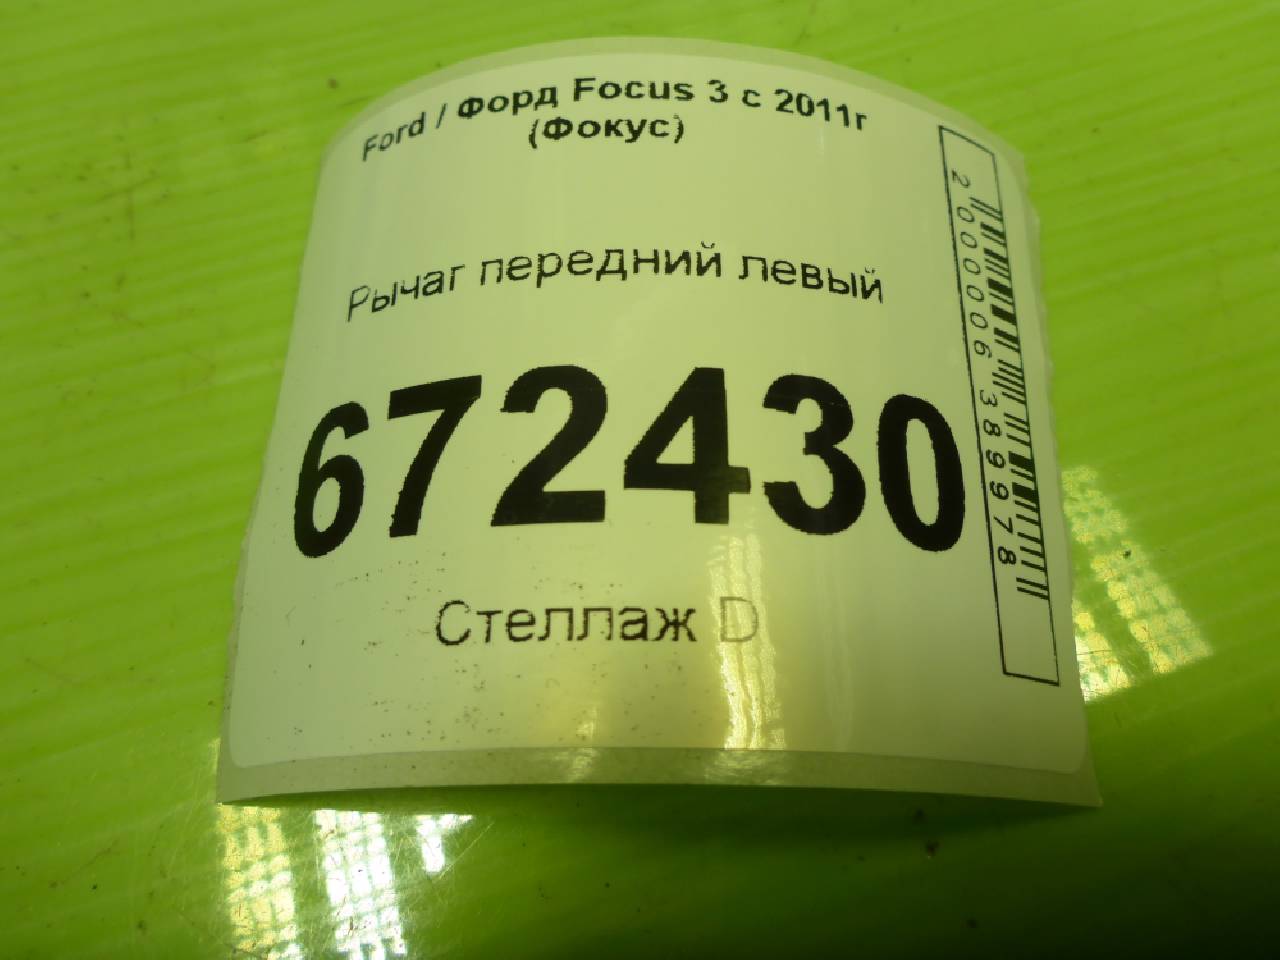 Ford / Форд Focus 3 с 2011г
(Фокус)
Рычаг передний левый
672430
Стеллаж D
2000006389978